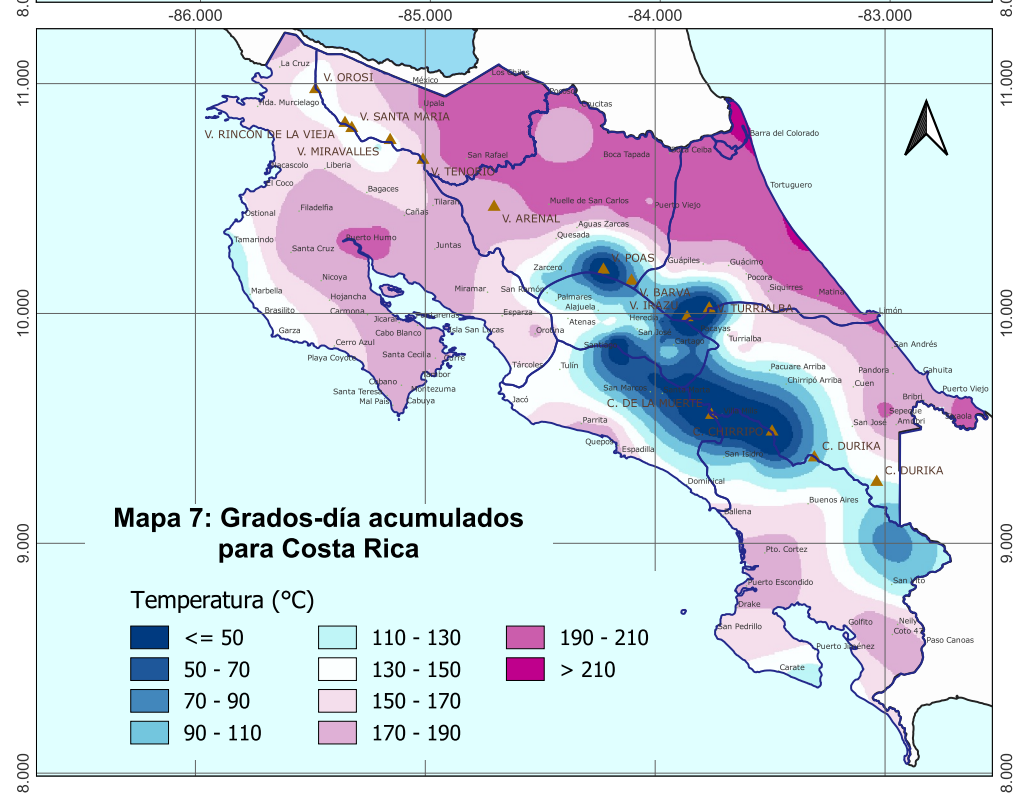 -86.000
-85.000
-84.000
-83.000
11.000
10.000
9.000
8.000
11.000
10.000
9.000
8.000
La Cruz
V. OROSI
México
Los Chiles
Hda. Murcielago
Upala
V. SANTA MARIA
Barra del Colorado
V. RINCON DE LA VIEJA
V. MIRAVALLES
San Rafael
Boca Tapada
Liberia
V. TENORIO
El Coco
Bagaces
Tortuguero
Filadelfia
Cañas
Tilarán
Muelle de San Carlos
Puerto Viejo
Ostional
V. ARENAL
Aguas Zarcas
Quesada
Tamarindo
Puerto Humo
Santa Cruz
Juntas
V. POAS
Guápiles
Guácimo
Zarcero
Nicoya
Pocora
Siquirres
Matina
Marbella
Hojancha
Miramar
San Ramón
Palmares
V. BARVA
Brasilito
Carmona
Esparza
Alajuela
V. IRAZU
V. TURRIALBA
Limón
Jicaral
Heredia
Atenas
Garza
Cabo Blanco
Isla San Lucas
Orotina
San José
Turrialba
Cartago
San Andrés
Cerro Azul
Playa Coyote
Santa Cecilia
Tárcoles
Tulín
Pacuare Arriba
Pandora
Cahuita
Chirripó Arriba
Cuen
Cobano
Santa Teresa
Montezuma
San Marcos
Puerto Viejo
Mal País
Cabuya
Jacó
C. DE LA MUERTE
Bribri
Sepeque
Amubri
Parrita
San José
C. CHIRRIPO
Quepos
Espadilla
San Isidro
C. DURIKA
C. DURIKA
Dominical
Buenos Aires
Ballena
Mapa 7: Grados-día acumulados
para Costa Rica
Pto. Cortez
Puerto Escondido
San Vito
Drake
San Pedrillo
Golfito
Nelly
Coto 47
Paso Canoas
Puerto Jiménez
Carate
Temperatura (°C)
<= 50
50 - 70
70 - 90
90 - 110
110 - 130
130 - 150
150 - 170
170 - 190
190 - 210
> 210